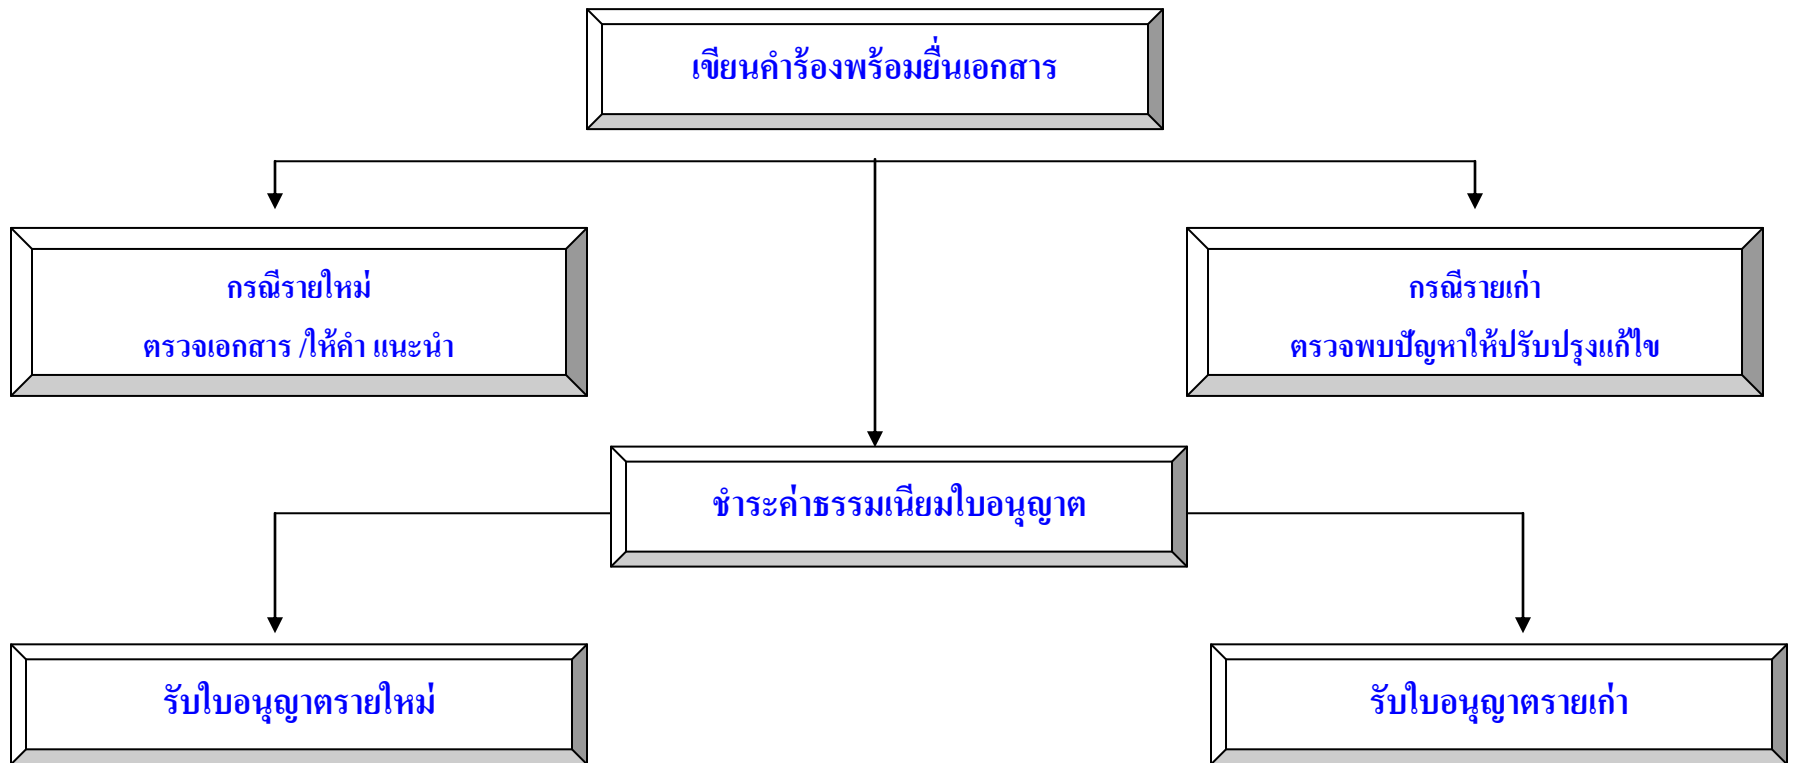 เขียนคำร้องพร้อมยื่นเอกสาร
กรณีรายใหม่
ตรวจเอกสาร /ให้คำ แนะนำ
กรณีรายเก่า
ตรวจพบปัญหาให้ปรับปรุงแก้ไข
ชำระค่าธรรมเนียมใบอนุญาต
รับใบอนุญาตรายใหม่
รับใบอนุญาตรายเก่า